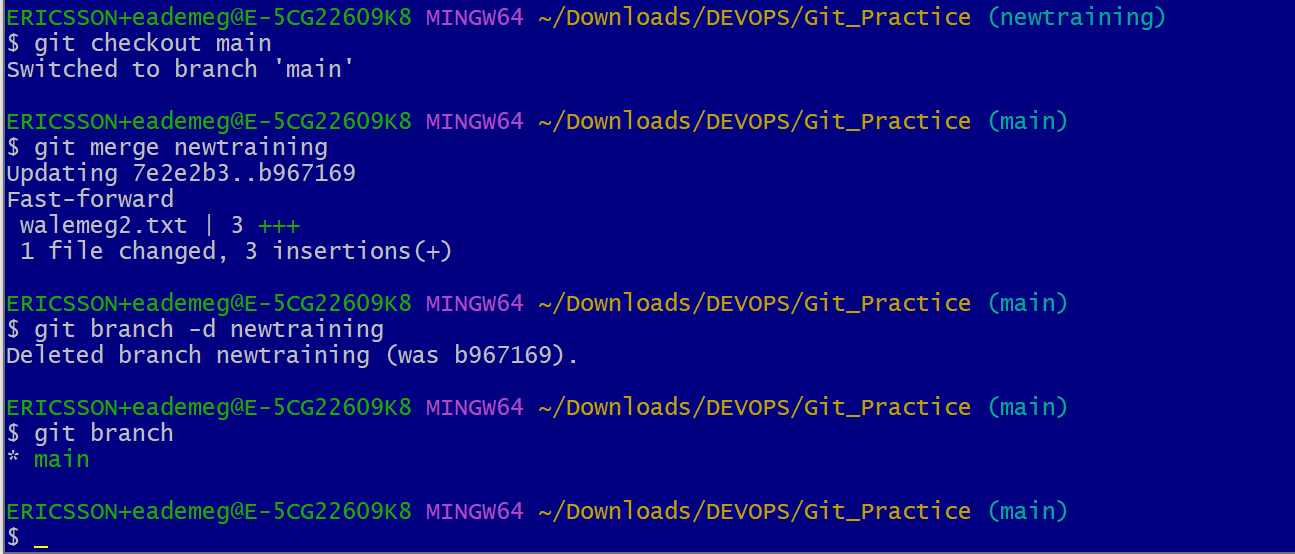 ERICSSON+eademeg@E-5CG22609K8 MINGW64 ~/Downloads/DEVOPS/Git_Practice (newtraining)
$ git checkout main
Switched to branch 'main'
ERICSSON+eademeg@E-5CG22609K8 MINGW64 ~/Downloads/DEVOPS/Git_Practice (main)
$ git merge newtraining
Updating 7e2e2b3..b967169
Fast-forward
 walemeg2.txt | 3 +++
 1 file changed, 3 insertions(+)
ERICSSON+eademeg@E-5CG22609K8 MINGW64 ~/Downloads/DEVOPS/Git_Practice (main)
$ git branch -d newtraining
Deleted branch newtraining (was b967169).
ERICSSON+eademeg@E-5CG22609K8 MINGW64 ~/Downloads/DEVOPS/Git_Practice (main)
$ git branch
* main
ERICSSON+eademeg@E-5CG22609K8 MINGW64 ~/Downloads/DEVOPS/Git_Practice (main)
$ _